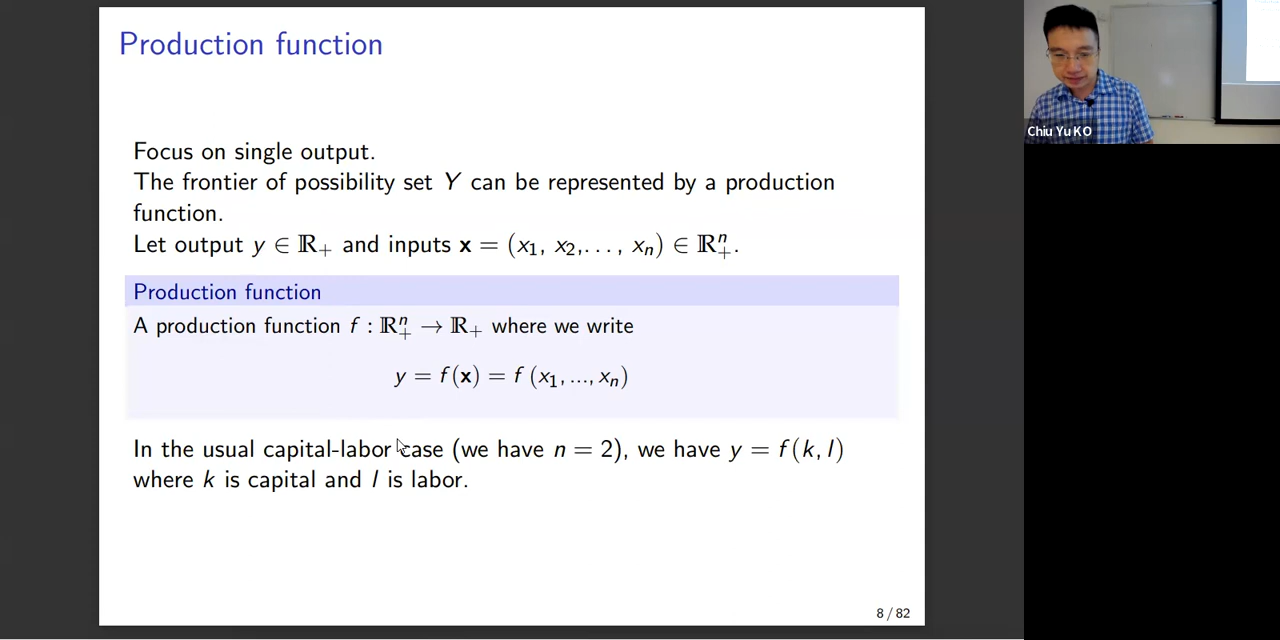 Production function
Focus on single output.
The frontier of possibility set Y can be represented by a production
function.
Let output y ∈ ℝ₊ and inputs x = (x₁, x₂,..., xₙ) ∈ ℝⁿ₊.
Production function
A production function f : ℝⁿ₊ → ℝ₊ where we write
y = f(x) = f (x₁, ..., xₙ)
In the usual capital-labor case (we have n = 2), we have y = f(k, l)
where k is capital and l is labor.
8 / 82
Chiu Yu KO